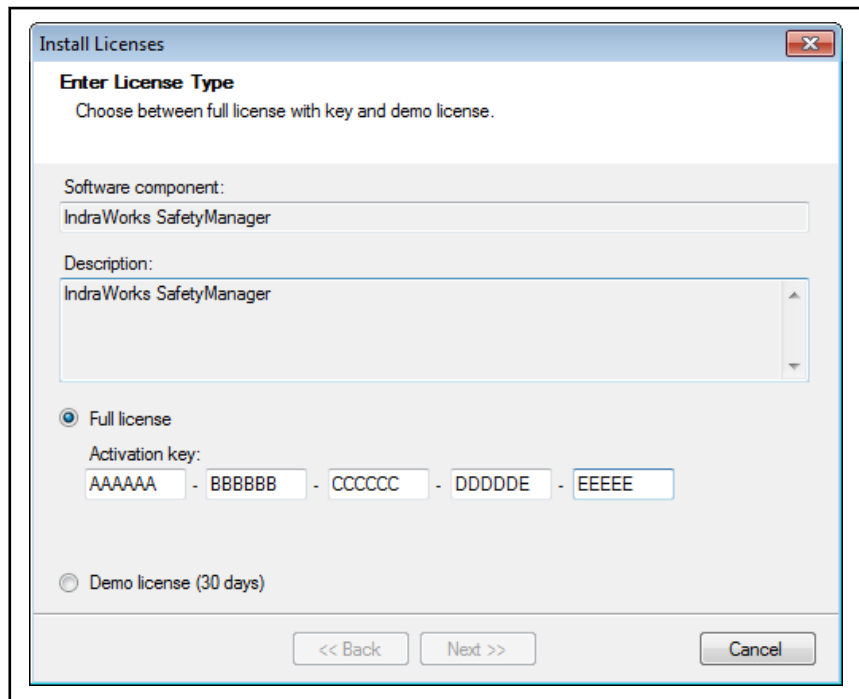 Install Licenses
Enter License Type
Choose between full license with key and demo license.
Software component:
IndraWorks SafetyManager
Description:
IndraWorks SafetyManager
Full license
Activation key:
AAAAAA - BBBBBB - CCCCCC - DDDDDE - EEEEE
Demo license (30 days)
<< Back Next >> Cancel